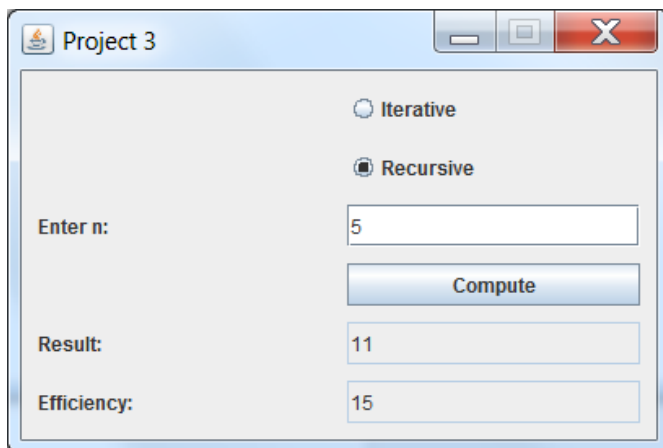 Project 3
Iterative
Recursive
Enter n: 5
Compute
Result: 11
Efficiency: 15